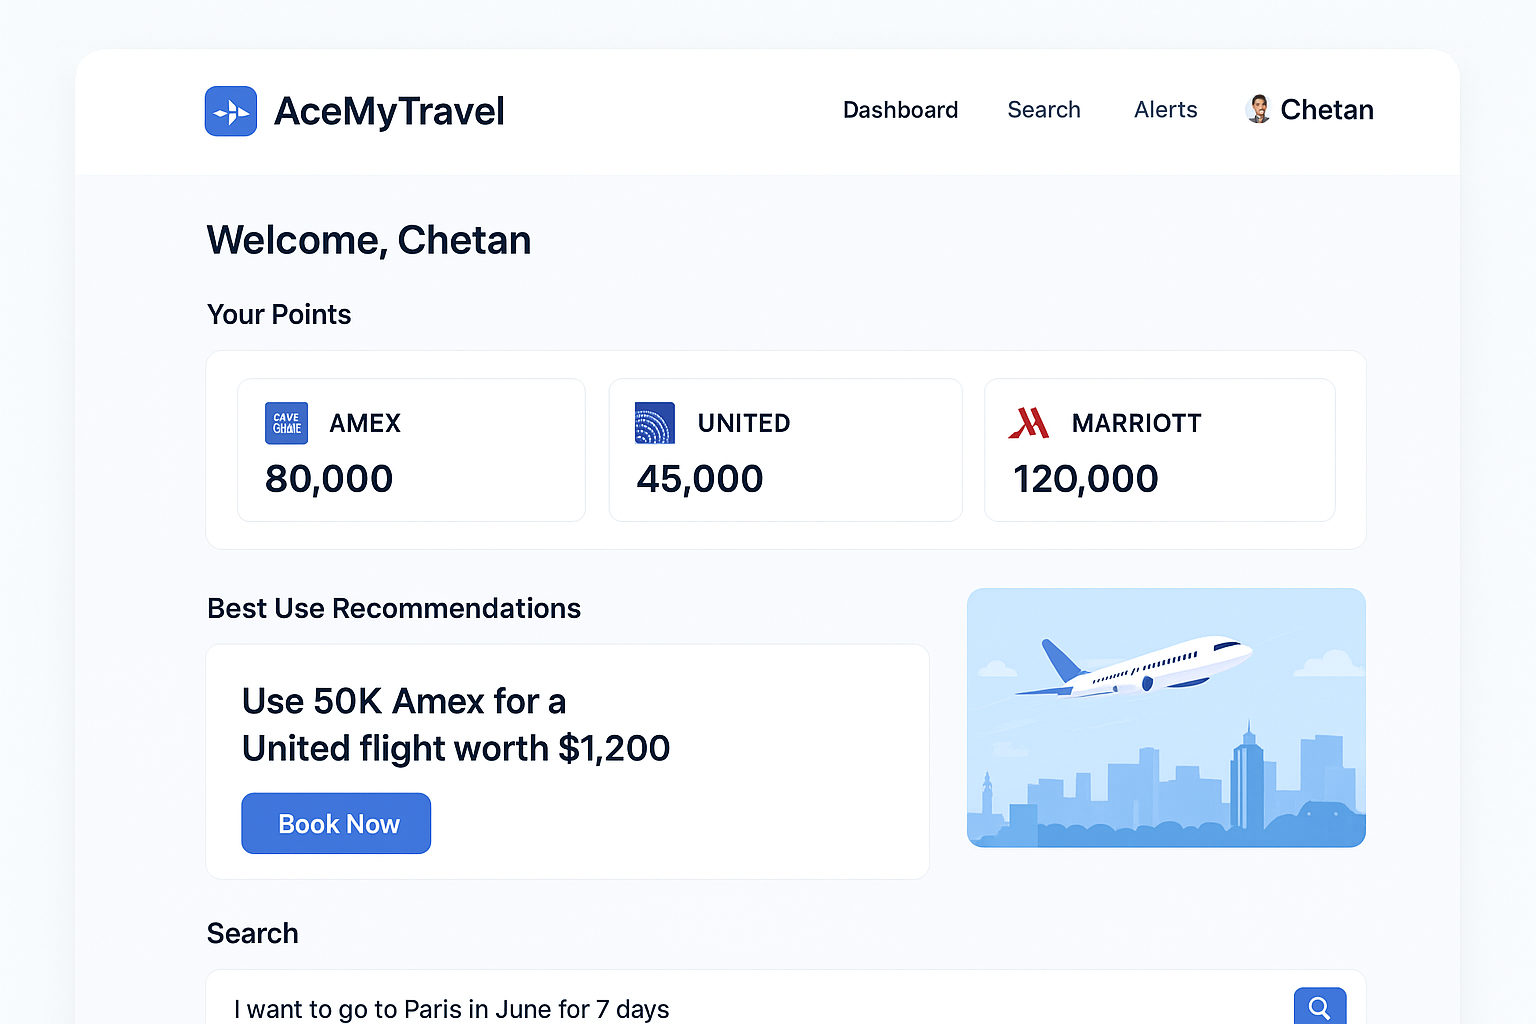 AceMyTravel
Dashboard Search Alerts Chetan
Welcome, Chetan
Your Points
AMEX
80,000
UNITED
45,000
MARRIOTT
120,000
Best Use Recommendations
Use 50K Amex for a
United flight worth $1,200
Book Now
Search
I want to go to Paris in June for 7 days